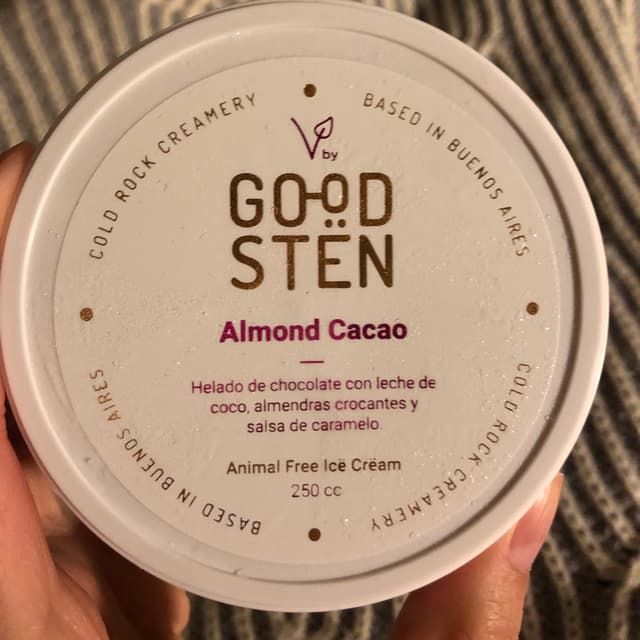 COLD ROCK CREAMERY
BASED IN BUENOS AIRES
V by
GOOD
STËN
Almond Cacao
Helado de chocolate con leche de
coco, almendras crocantes y
salsa de caramelo.
Animal Free Icë Crëam
250 cc
BASED IN BUENOS AIRES
COLD ROCK CREAMERY